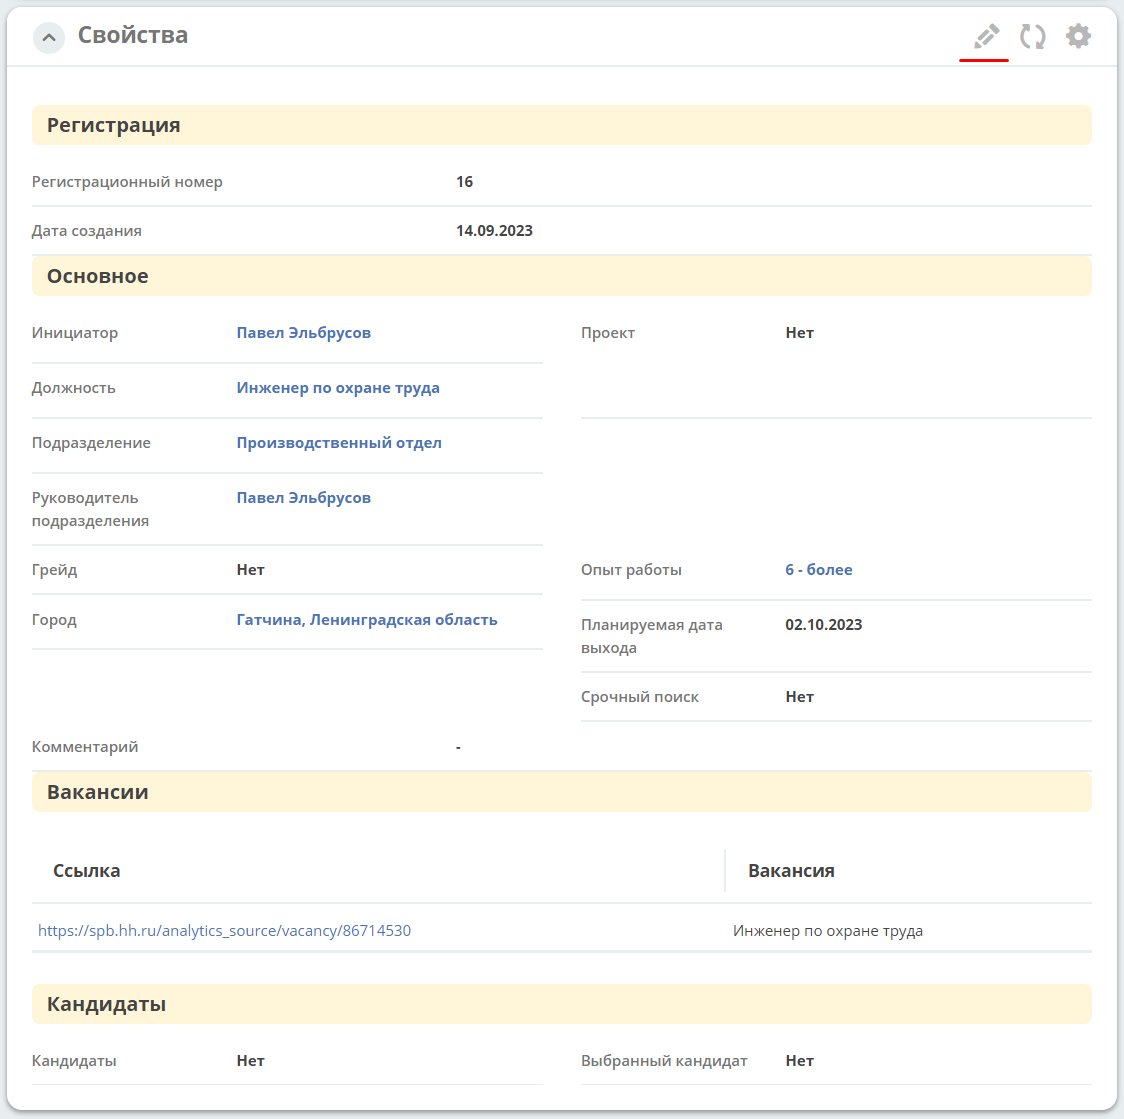 Свойства
Регистрация
Регистрационный номер 16
Дата создания 14.09.2023
Основное
Инициатор Павел Эльбрусов Проект Нет
Должность Инженер по охране труда
Подразделение Производственный отдел
Руководитель подразделения Павел Эльбрусов
Грейд Нет Опыт работы 6 - более
Город Гатчина, Ленинградская область Планируемая дата выхода 02.10.2023
Срочный поиск Нет
Комментарий -
Вакансии
Ссылка Вакансия
https://spb.hh.ru/analytics_source/vacancy/86714530 Инженер по охране труда
Кандидаты
Кандидаты Нет Выбранный кандидат Нет